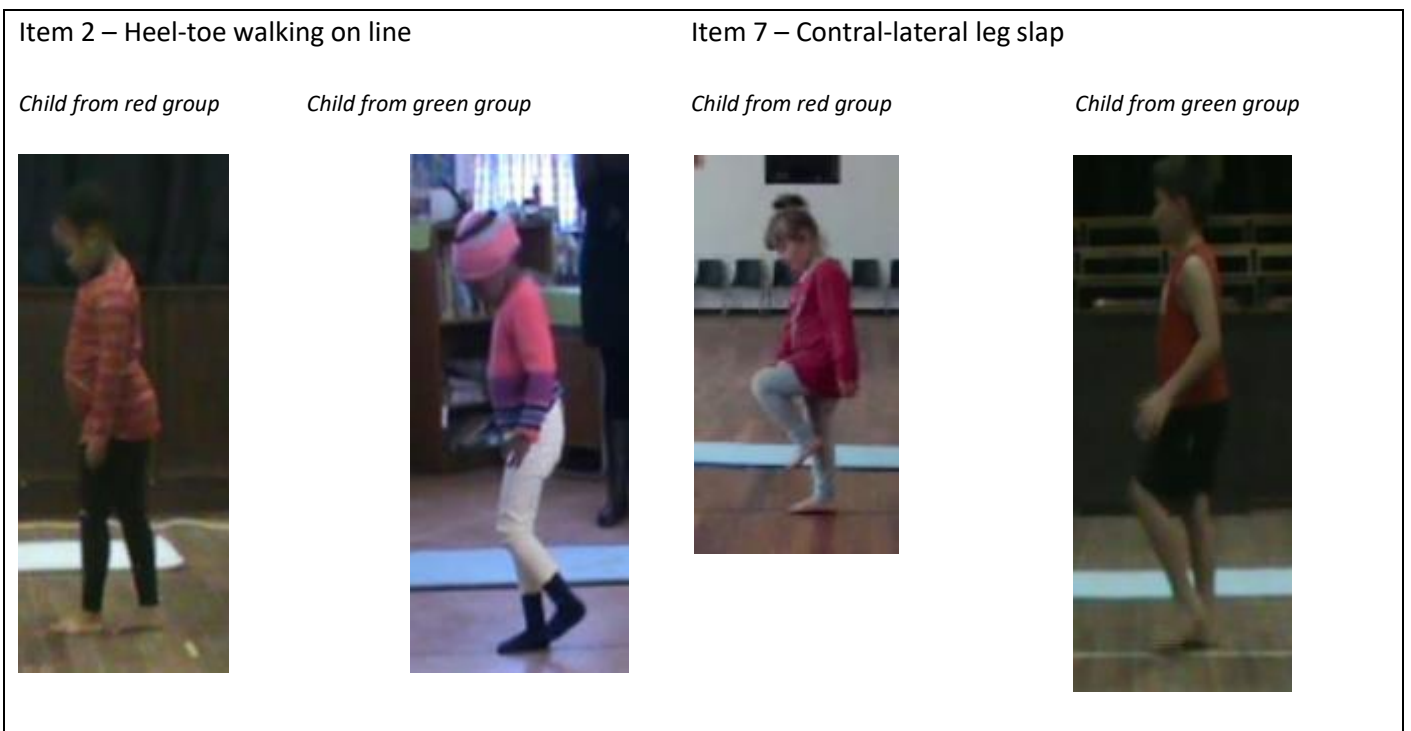 Item 2 – Heel-toe walking on line
Item 7 – Contral-lateral leg slap
Child from red group
Child from green group
Child from red group
Child from green group